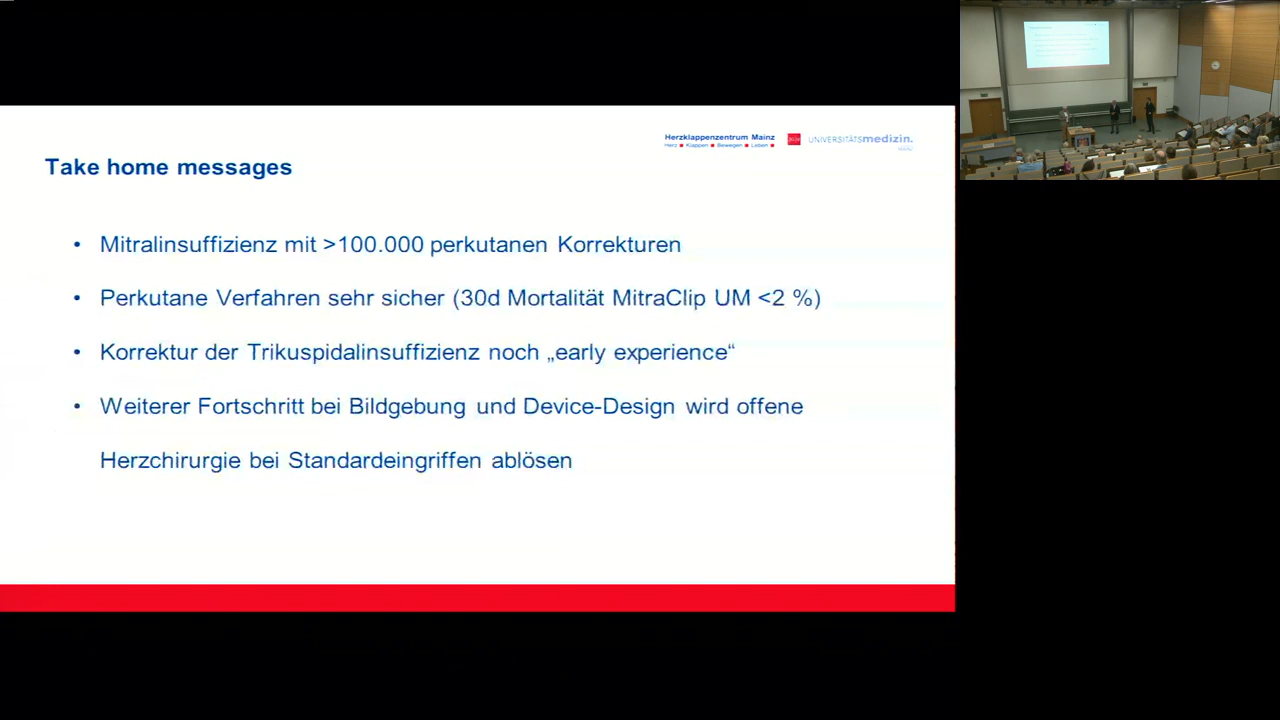 Herzklappenzentrum Mainz
Herz ■ Klappen ■ Bewegen ■ Leben ■
UNIVERSITÄTSmedizin.
MAINZ
Take home messages
• Mitralinsuffizienz mit >100.000 perkutanen Korrekturen
• Perkutane Verfahren sehr sicher (30d Mortalität MitraClip UM <2 %)
• Korrektur der Trikuspidalinsuffizienz noch „early experience“
• Weiterer Fortschritt bei Bildgebung und Device-Design wird offene
Herzchirurgie bei Standardeingriffen ablösen